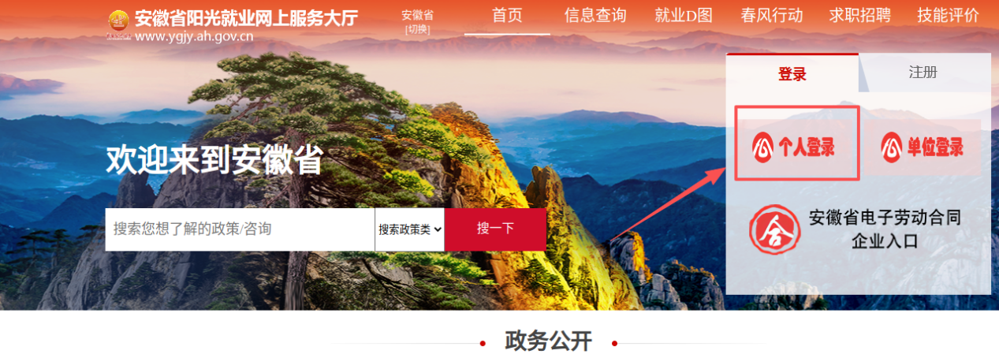 安徽省阳光就业网上服务大厅
www.ygjy.ah.gov.cn
安徽省
[切换]
首页
信息查询
就业D图
春风行动
求职招聘
技能评价
登录
注册
个人登录
单位登录
欢迎来到安徽省
搜索您想了解的政策/咨询
搜索政策类
搜一下
安徽省电子劳动合同
企业入口
政务公开